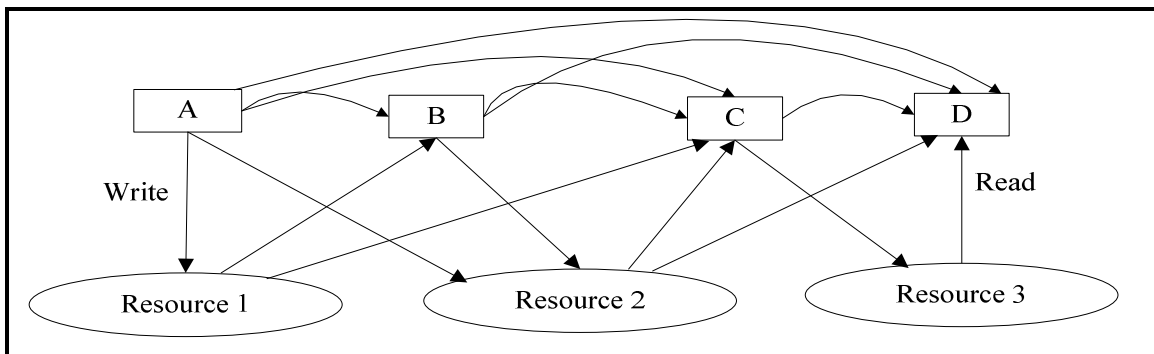 A
B
C
D
Write
Read
Resource 1
Resource 2
Resource 3